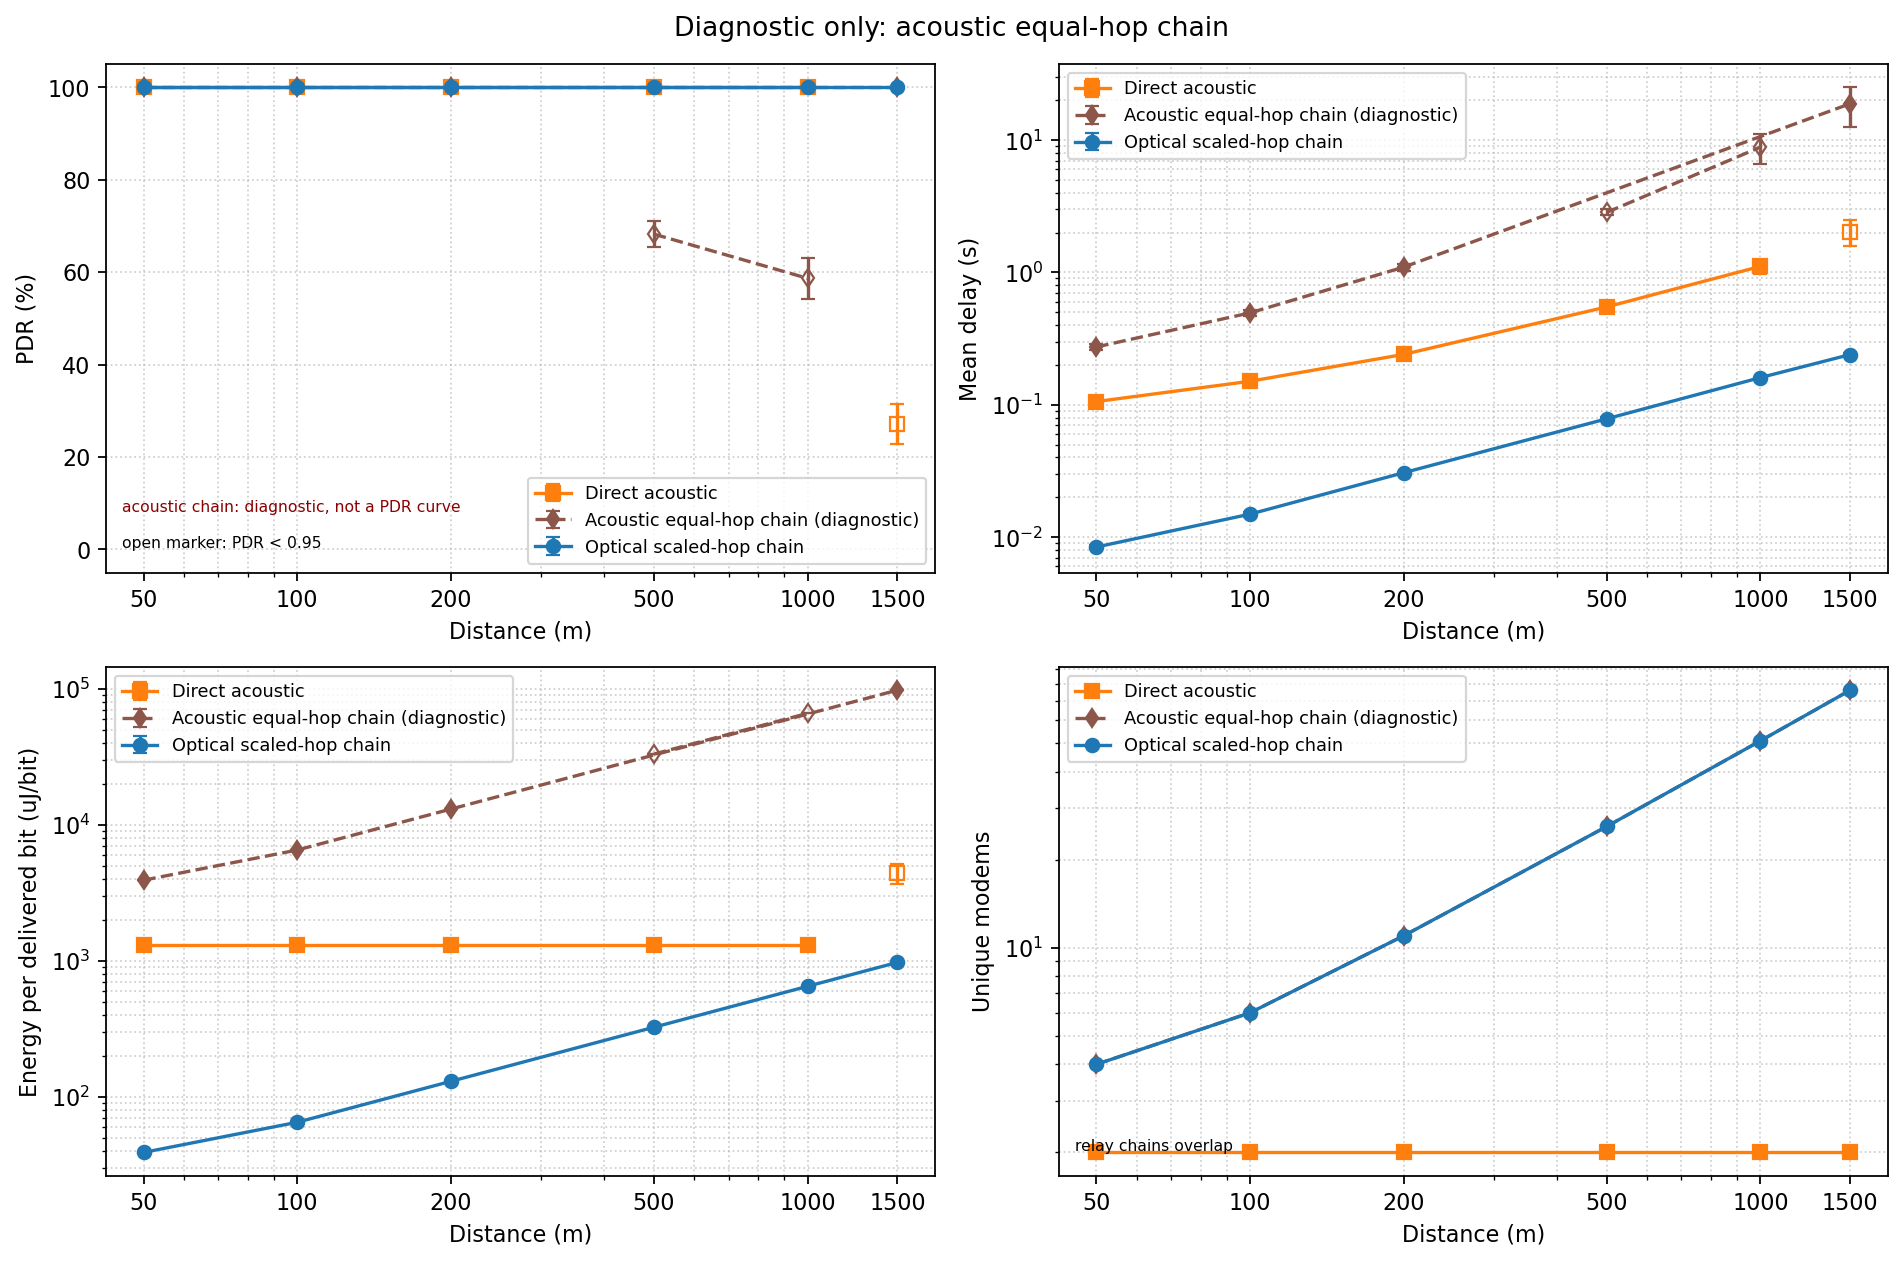 Diagnostic only: acoustic equal-hop chain
PDR (%)
100
80
60
40
20
0
acoustic chain: diagnostic, not a PDR curve
open marker: PDR < 0.95
Direct acoustic
Acoustic equal-hop chain (diagnostic)
Optical scaled-hop chain
50 100 200 500 1000 1500
Distance (m)
Mean delay (s)
10¹
10⁰
10⁻¹
10⁻²
Direct acoustic
Acoustic equal-hop chain (diagnostic)
Optical scaled-hop chain
50 100 200 500 1000 1500
Distance (m)
Energy per delivered bit (uJ/bit)
10⁵
10⁴
10³
10²
Direct acoustic
Acoustic equal-hop chain (diagnostic)
Optical scaled-hop chain
50 100 200 500 1000 1500
Distance (m)
Unique modems
10¹
Direct acoustic
Acoustic equal-hop chain (diagnostic)
Optical scaled-hop chain
relay chains overlap
50 100 200 500 1000 1500
Distance (m)